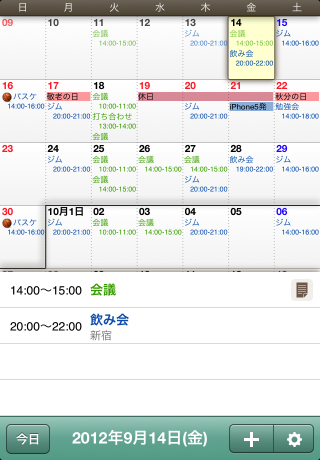 日 月 火 水 木 金 土
09 10 11 12 13 14 15
会議 ジム 会議 ジム
14:00-15:00 20:00-21:00 14:00-15:00 14:00-16:00
飲み会
20:00-22:00
16 17 18 19 20 21 22
バスケ 敬老の日 会議 休日 秋分の日
14:00-16:00 ジム 10:00-11:00 ジム iPhone5発 勉強会
20:00-21:00 打ち合わせ 20:00-21:00 14:00-18:00
13:00-14:00
会議
23 24 25 26 27 28 29
ジム 会議 会議 会議 飲み会 ジム
20:00-21:00 10:00-11:00 14:00-15:00 14:00-15:00 19:00-22:00 14:00-16:00
会議 ジム
14:00-15:00 20:00-21:00
30 10月1日 02 03 04 05 06
バスケ ジム 会議 会議 ジム ジム
14:00-16:00 20:00-21:00 10:00-11:00 14:00-15:00 20:00-21:00 14:00-16:00
14:00〜15:00 会議
20:00〜22:00 飲み会
新宿
今日 2012年9月14日(金)